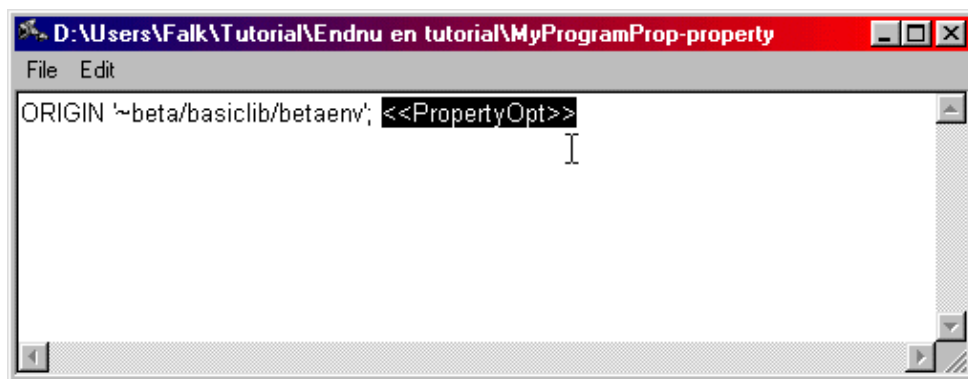 D:\Users\Falk\Tutorial\Endnu en tutorial\MyProgramProp-property
File Edit
ORIGIN '~beta/basiclib/betaenv'; <<PropertyOpt>>